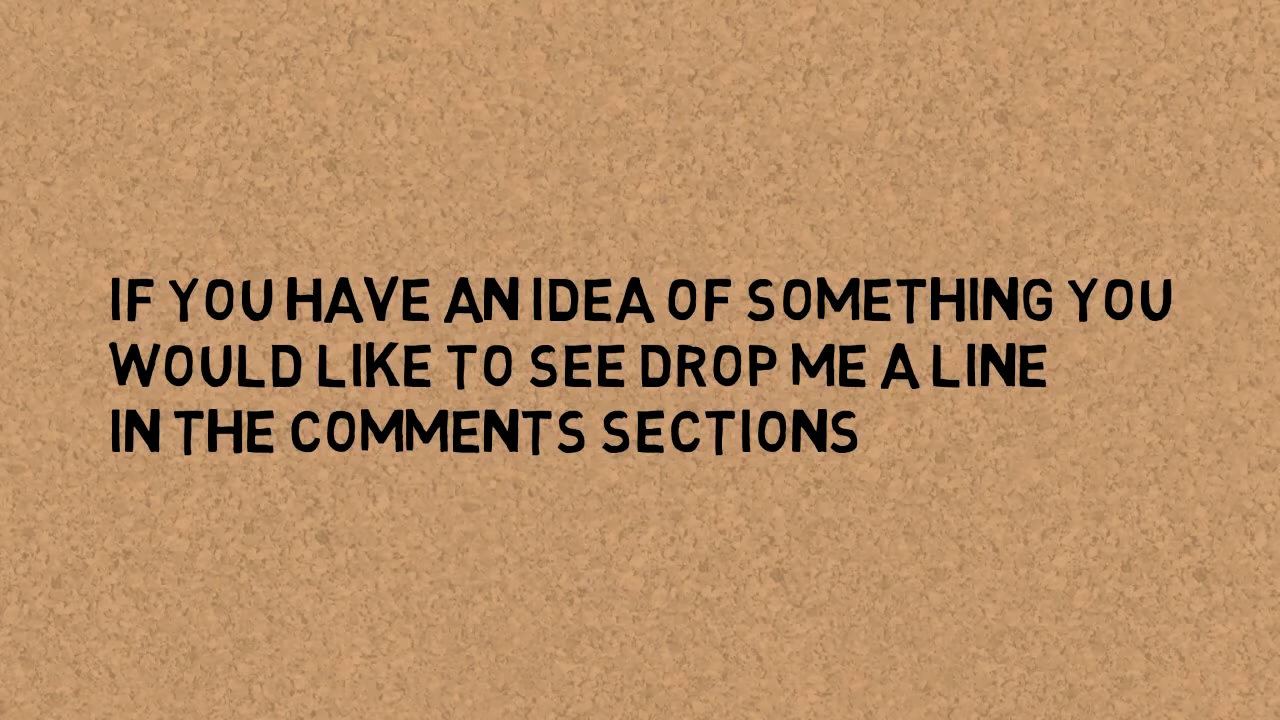 IF YOU HAVE AN IDEA OF SOMETHING YOU
WOULD LIKE TO SEE DROP ME A LINE
IN THE COMMENTS SECTIONS